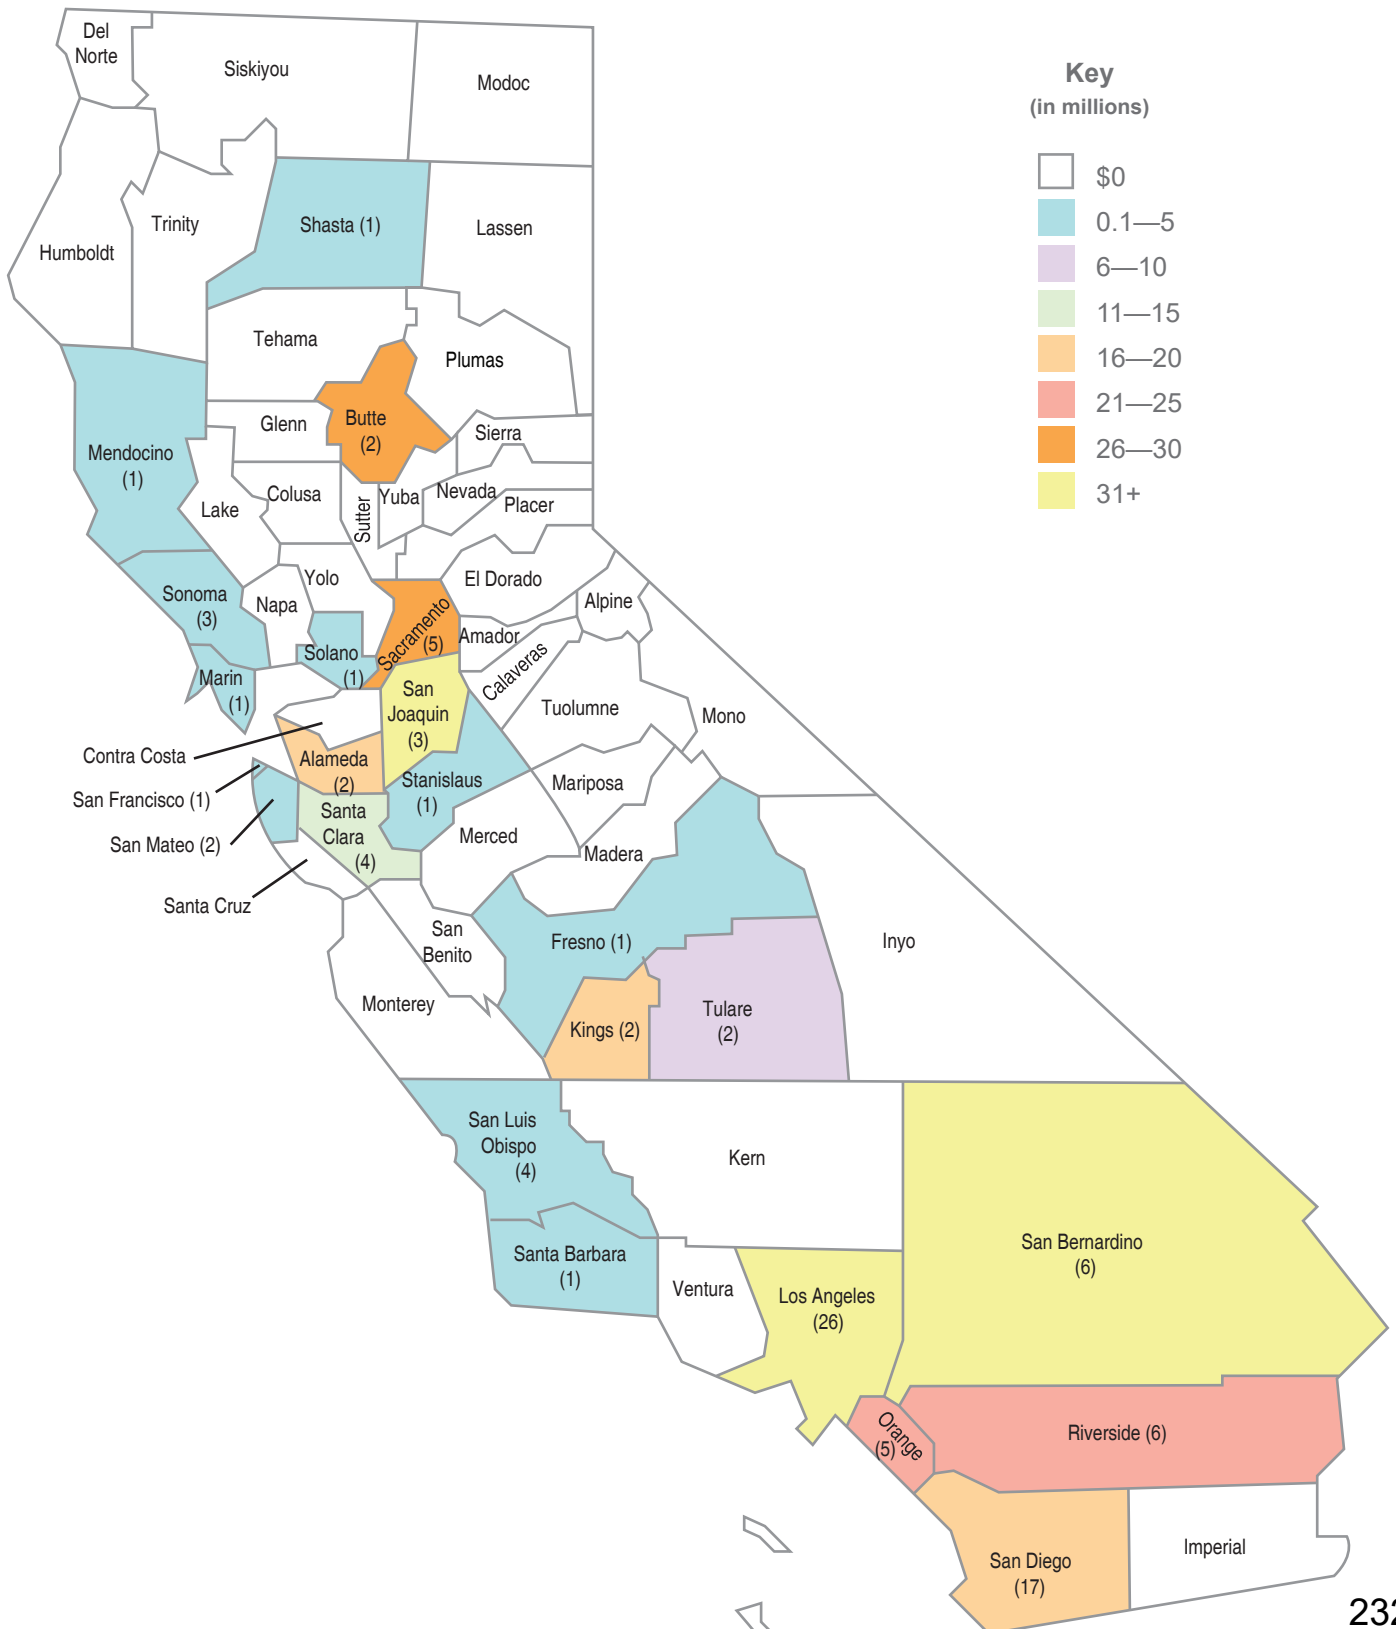 Del
Norte
Siskiyou
Modoc
Key
(in millions)
$0
0.1—5
6—10
11—15
16—20
21—25
26—30
31+
Humboldt
Trinity
Shasta (1)
Lassen
Tehama
Plumas
Mendocino
(1)
Glenn
Butte
(2)
Sierra
Lake
Colusa
Sutter
Yuba
Nevada
Placer
Sonoma
(3)
Napa
Yolo
El Dorado
Alpine
Sacramento
(5)
Amador
Marin
(1)
Solano
(1)
Calaveras
San
Joaquin
(3)
Tuolumne
Mono
Contra Costa
Alameda
(2)
Stanislaus
(1)
Mariposa
San Francisco (1)
San Mateo (2)
Santa
Clara
(4)
Merced
Madera
Santa Cruz
San
Benito
Fresno (1)
Inyo
Monterey
Kings (2)
Tulare
(2)
San Luis
Obispo
(4)
Kern
Santa Barbara
(1)
Ventura
Los Angeles
(26)
San Bernardino
(6)
Orange
(5)
Riverside (6)
San Diego
(17)
Imperial
232